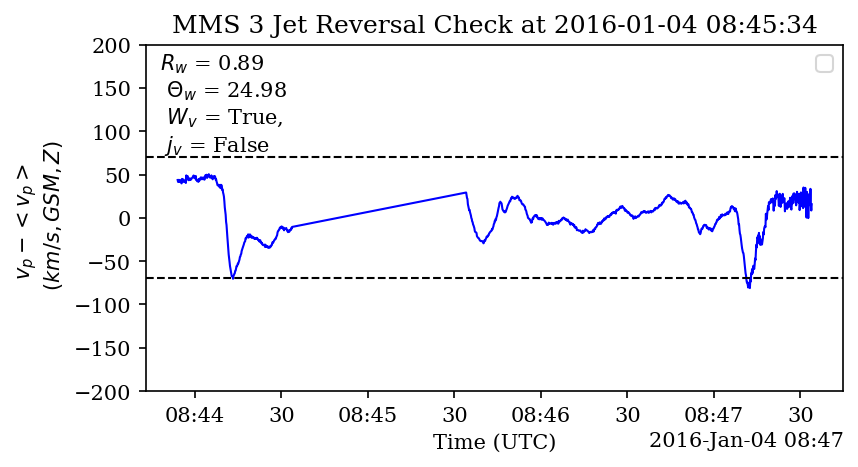 MMS 3 Jet Reversal Check at 2016-01-04 08:45:34
R_w = 0.89
Θ_w = 24.98
W_v = True,
j_v = False
v_p − < v_p >
(km/s, GSM, Z)
200
150
100
50
0
−50
−100
−150
−200
08:44 30 08:45 30 08:46 30 08:47 30
Time (UTC)
2016-Jan-04 08:47